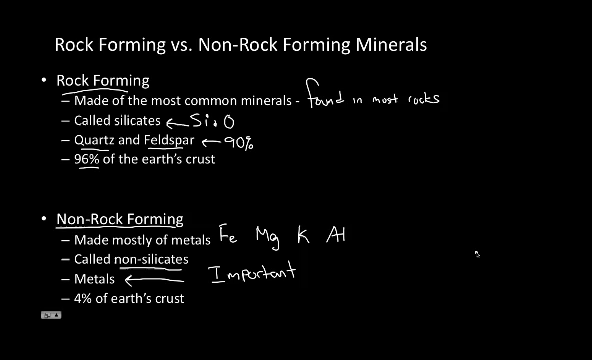 Rock Forming vs. Non-Rock Forming Minerals
• Rock Forming
– Made of the most common minerals - found in most rocks
– Called silicates ← Si + O
– Quartz and Feldspar ← 90%
– 96% of the earth's crust
• Non-Rock Forming
– Made mostly of metals Fe Mg K Al
– Called non-silicates
– Metals ← Important
– 4% of earth's crust